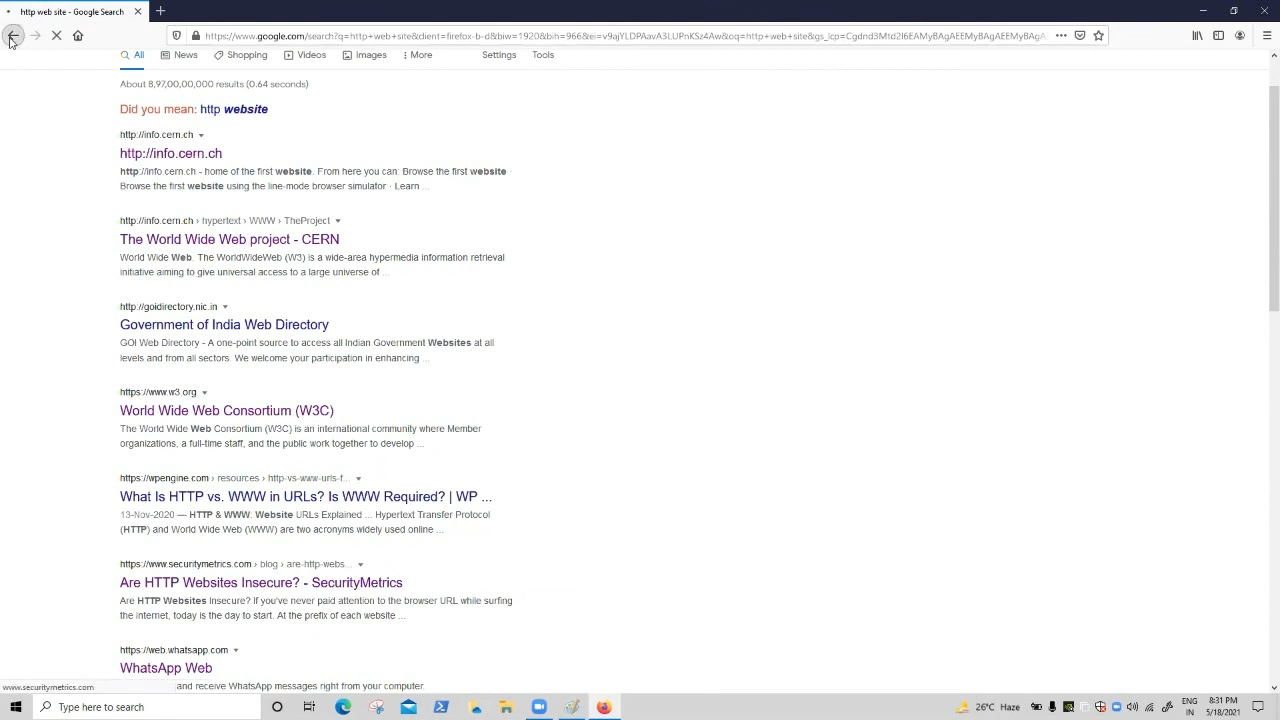 http web site - Google Search
https://www.google.com/search?q=http+web+site&client=firefox-b-d&biw=1920&bih=966&ei=v9ajYLDPAavA3LUPnKSz4Aw&oq=http+web+site&gs_lcp=Cgdnd3Mtd2l6EAMyBAgAEEMyBAgAEEMyBAgA
All News Shopping Videos Images More Settings Tools
About 8,97,00,00,000 results (0.64 seconds)
Did you mean: http website
http://info.cern.ch
http://info.cern.ch
http://info.cern.ch - home of the first website. From here you can: Browse the first website ·
Browse the first website using the line-mode browser simulator · Learn ...
http://info.cern.ch › hypertext › WWW › TheProject
The World Wide Web project - CERN
World Wide Web. The WorldWideWeb (W3) is a wide-area hypermedia information retrieval
initiative aiming to give universal access to a large universe of ...
http://goidirectory.nic.in
Government of India Web Directory
GOI Web Directory - A one-point source to access all Indian Government Websites at all
levels and from all sectors. We welcome your participation in enhancing ...
https://www.w3.org
World Wide Web Consortium (W3C)
The World Wide Web Consortium (W3C) is an international community where Member
organizations, a full-time staff, and the public work together to develop ...
https://wpengine.com › resources › http-vs-www-urls-f...
What Is HTTP vs. WWW in URLs? Is WWW Required? | WP ...
13-Nov-2020 — HTTP & WWW: Website URLs Explained ... Hypertext Transfer Protocol
(HTTP) and World Wide Web (WWW) are two acronyms widely used online ...
https://www.securitymetrics.com › blog › are-http-webs...
Are HTTP Websites Insecure? - SecurityMetrics
Are HTTP Websites Insecure? If you've never paid attention to the browser URL while surfing
the internet, today is the day to start. At the prefix of each website ...
https://web.whatsapp.com
WhatsApp Web
and receive WhatsApp messages right from your computer.
www.securitymetrics.com
Type here to search
26°C Haze
ENG
IN
8:31 PM
5/18/2021